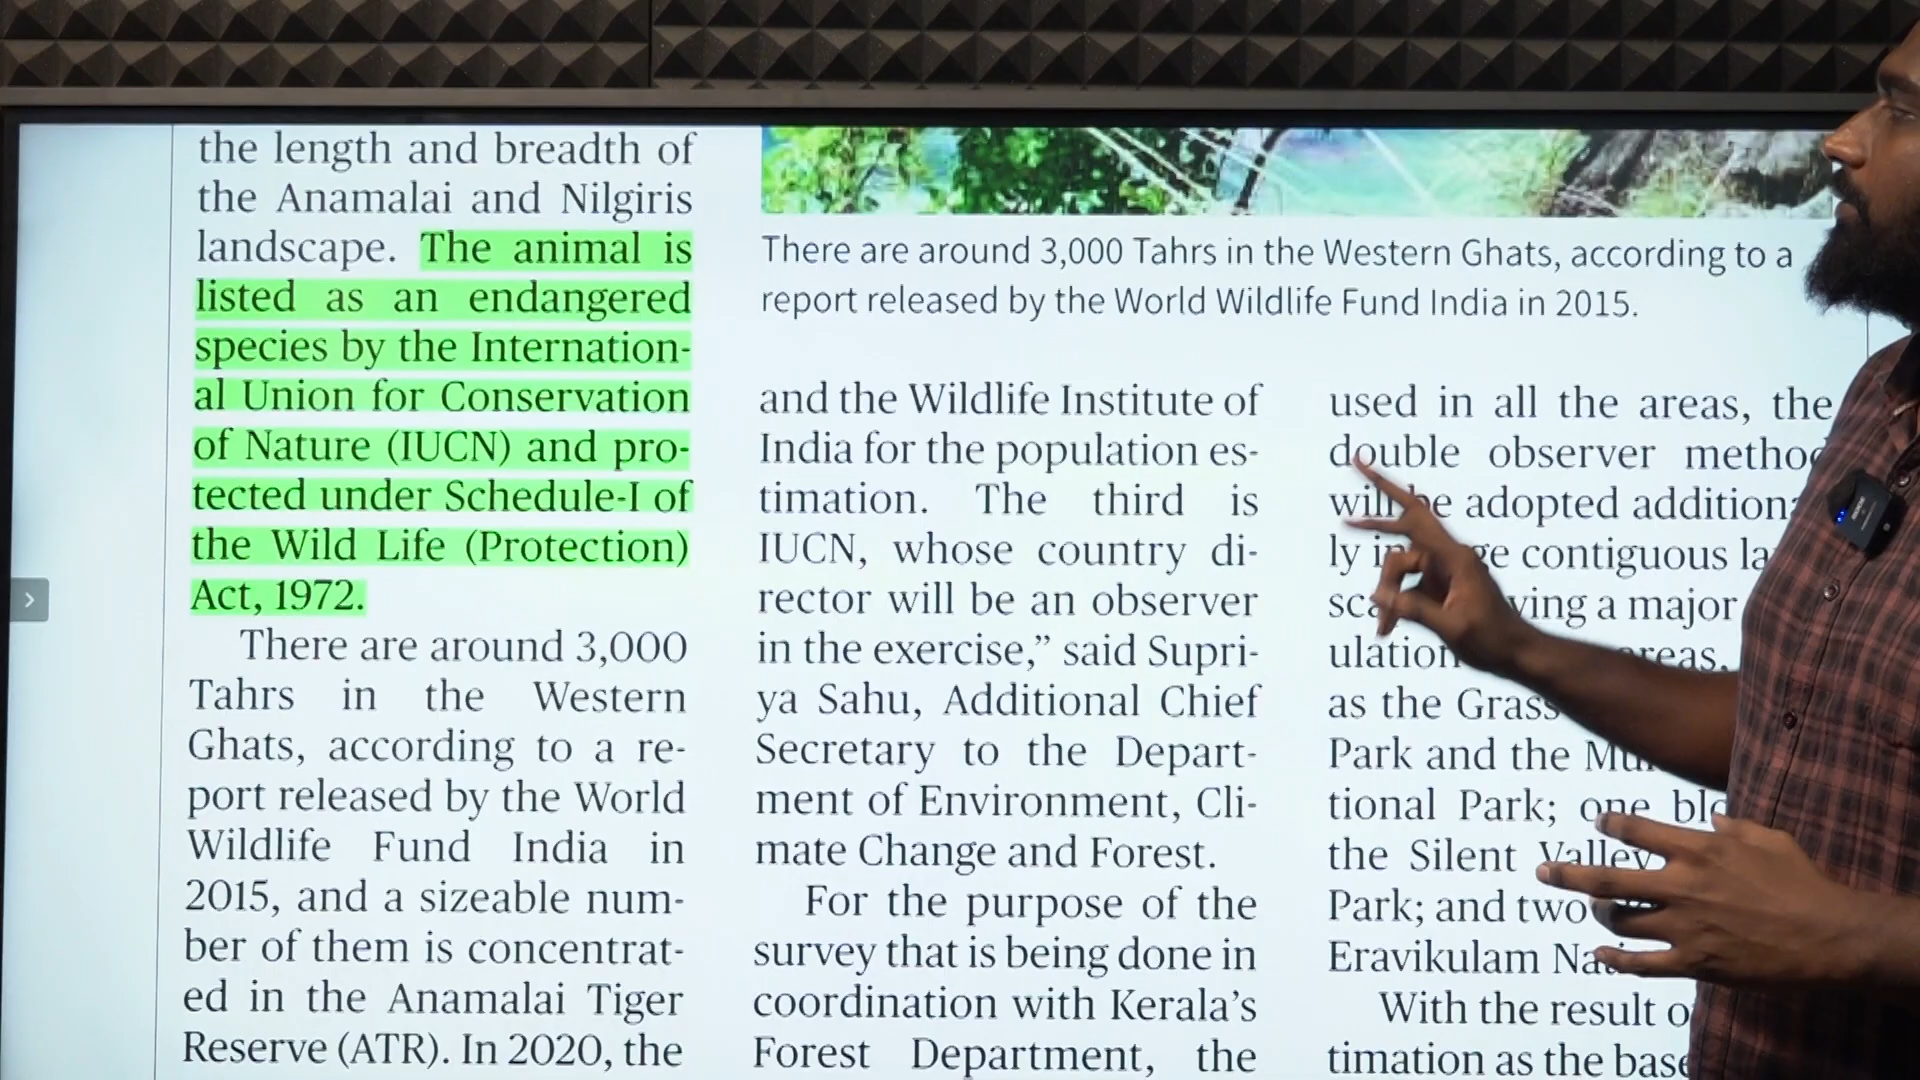 the length and breadth of
the Anamalai and Nilgiris
landscape. The animal is
listed as an endangered
species by the Internation-
al Union for Conservation
of Nature (IUCN) and pro-
tected under Schedule-I of
the Wild Life (Protection)
Act, 1972.
There are around 3,000
Tahrs in the Western
Ghats, according to a re-
port released by the World
Wildlife Fund India in
2015, and a sizeable num-
ber of them is concentrat-
ed in the Anamalai Tiger
Reserve (ATR). In 2020, the
There are around 3,000 Tahrs in the Western Ghats, according to a
report released by the World Wildlife Fund India in 2015.
and the Wildlife Institute of
India for the population es-
timation. The third is
IUCN, whose country di-
rector will be an observer
in the exercise,” said Supri-
ya Sahu, Additional Chief
Secretary to the Depart-
ment of Environment, Cli-
mate Change and Forest.
For the purpose of the
survey that is being done in
coordination with Kerala’s
Forest Department, the
used in all the areas, the
double observer
will be adopted
contiguous
a major
as the
Park and the
tional Park; one
the Silent Valley
Park; and two
Eravikulam
With the result
timation as the